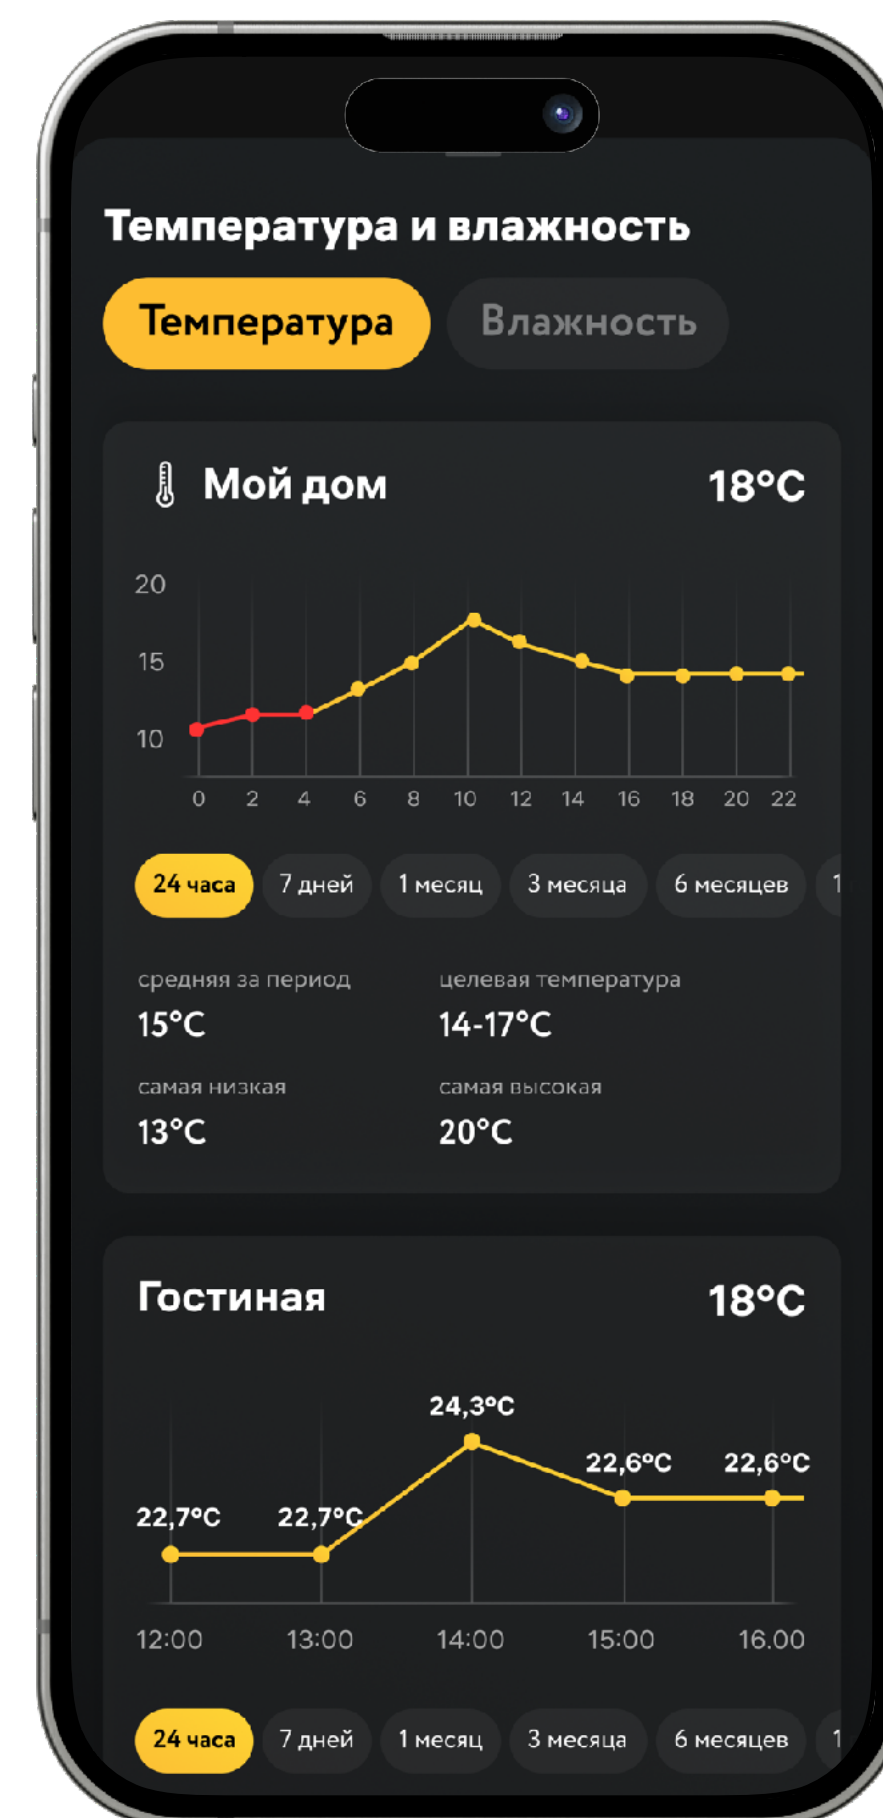 Температура и влажность
Температура Влажность
Мой дом 18°C
20
15
10
0 2 4 6 8 10 12 14 16 18 20 22
24 часа 7 дней 1 месяц 3 месяца 6 месяцев 1
средняя за период целевая температура
15°C 14-17°C
самая низкая самая высокая
13°C 20°C
Гостиная 18°C
24,3°C
22,6°C 22,6°C
22,7°C 22,7°C
12:00 13:00 14:00 15:00 16.00
24 часа 7 дней 1 месяц 3 месяца 6 месяцев 1